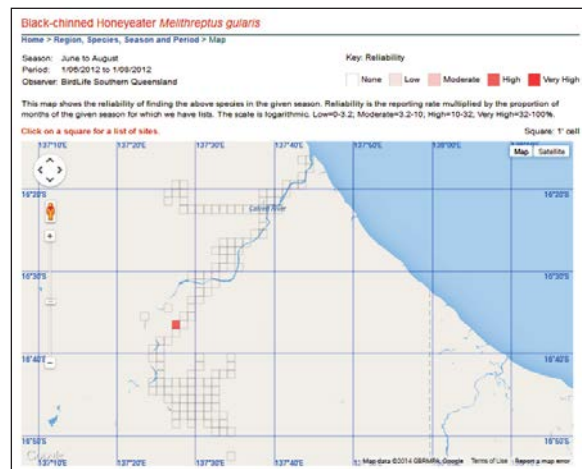 Black-chinned Honeyeater Melithreptus gularis
Home > Region, Species, Season and Period > Map
Season: June to August
Period: 1/06/2012 to 1/08/2012
Observer: BirdLife Southern Queensland
Key: Reliability
None Low Moderate High Very High
This map shows the reliability of finding the above species in the given season. Reliability is the reporting rate multiplied by the proportion of
months of the given season for which we have lists. The scale is logarithmic. Low=0-3.2; Moderate=3.2-10; High=10-32, Very High=32-100%.
Click on a square for a list of sites. Square: 1' cell
137°10'E 137°20'E 137°30'E 137°40'E 137°50'E 138°00'E
Map Satellite
16°20'S 16°20'S
Calvert River
16°30'S 16°30'S
16°40'S 16°40'S
16°50'S 16°50'S
Google
137°10'E 137°20'E 137°30'E 137°40'E
Map data ©2014 GBRMPA, Google Terms of Use Report a map error